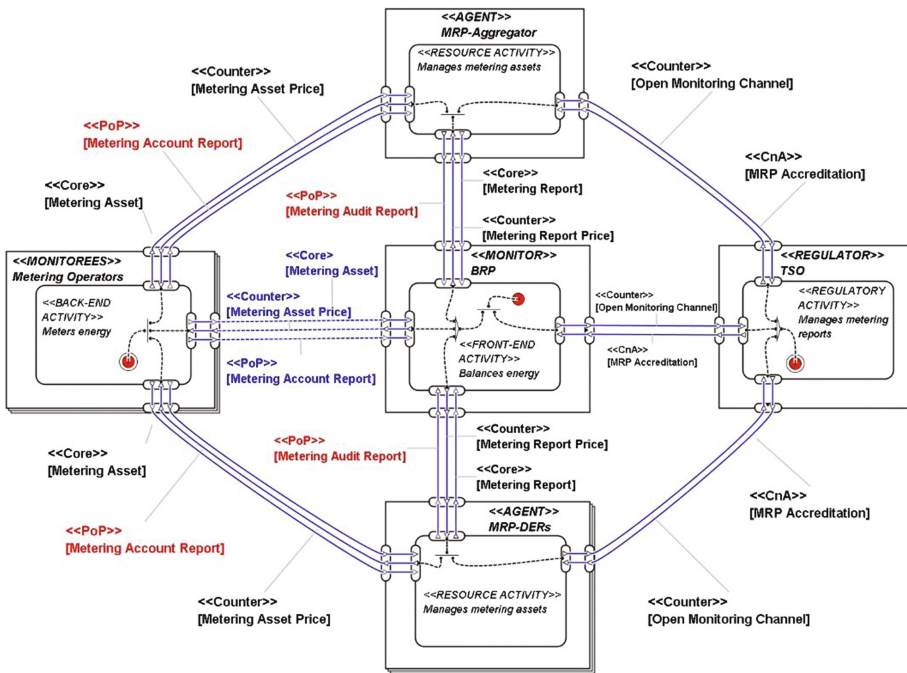 <<AGENT>>
MRP-Aggregator
<<RESOURCE ACTIVITY>>
Manages metering assets
<<Counter>>
[Metering Asset Price]
<<Counter>>
[Open Monitoring Channel]
<<PoP>>
[Metering Account Report]
<<CnA>>
[MRP Accreditation]
<<Core>>
[Metering Asset]
<<Core>>
[Metering Report]
<<PoP>>
[Metering Audit Report]
<<Counter>>
[Metering Report Price]
<<MONITOREES>>
Metering Operators
<<BACK-END
ACTIVITY>>
Meters energy
<<Core>
[Metering Asset]
<<Counter>>
[Metering Asset Price]
<<PoP>>
[Metering Account Report]
<<MONITOR>>
BRP
<<FRONT-END
ACTIVITY>>
Balances energy
<<Counter>>
[Open Monitoring Channel]
<<CnA>>
[MRP Accreditation]
<<REGULATOR>>
TSO
<<REGULATORY
ACTIVITY>>
Manages metering
reports
<<Core>>
[Metering Asset]
<<PoP>>
[Metering Audit Report]
<<Counter>>
[Metering Report Price]
<<Core>>
[Metering Report]
<<CnA>>
[MRP Accreditation]
<<PoP>>
[Metering Account Report]
<<AGENT>>
MRP-DERs
<<RESOURCE ACTIVITY>>
Manages metering assets
<<Counter>>
[Metering Asset Price]
<<Counter>>
[Open Monitoring Channel]